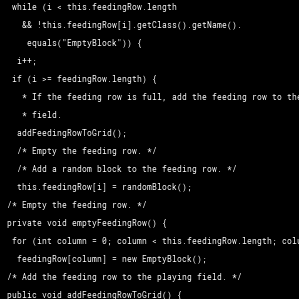 while (i < this.feedingRow.length
&& !this.feedingRow[i].getClass().getName().
equals("EmptyBlock")) {
i++;
if (i >= feedingRow.length) {
* If the feeding row is full, add the feeding row to the
* field.
addFeedingRowToGrid();
/* Empty the feeding row. */
/* Add a random block to the feeding row. */
this.feedingRow[i] = randomBlock();
/* Empty the feeding row. */
private void emptyFeedingRow() {
for (int column = 0; column < this.feedingRow.length;
feedingRow[column] = new EmptyBlock();
/* Add the feeding row to the playing field. */
public void addFeedingRowToGrid() {